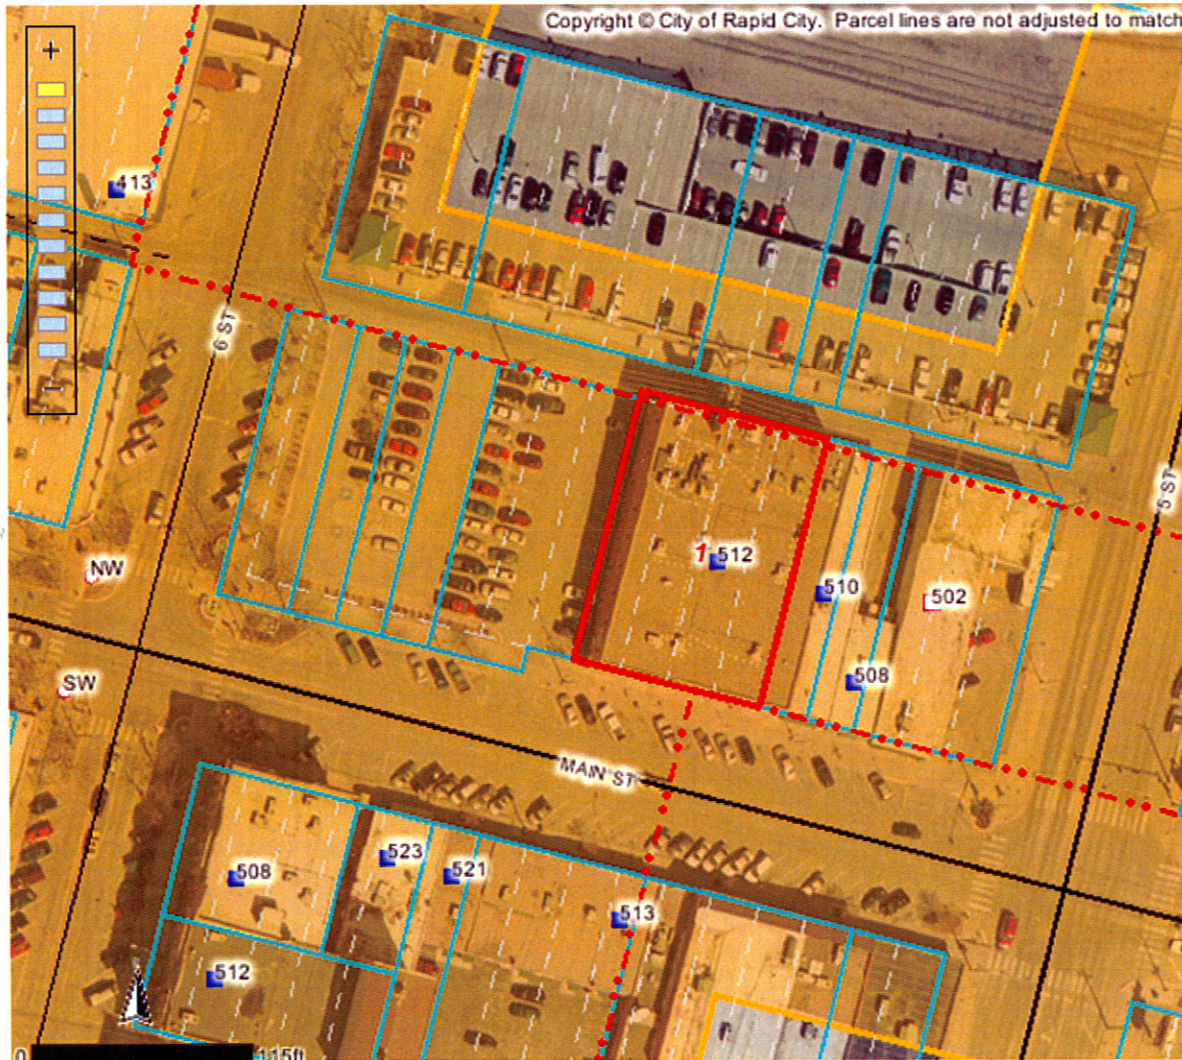 Copyright © City of Rapid City. Parcel lines are not adjusted to match
+
413
6 ST
5 ST
NW
1
512
510
502
508
SW
MAIN ST
523
508
521
513
512
0
115ft